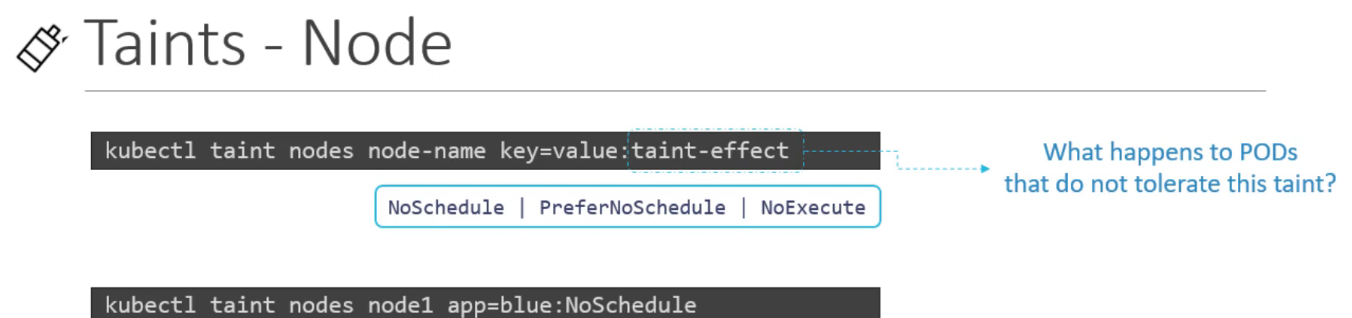 Taints - Node
kubectl taint nodes node-name key=value:taint-effect
What happens to PODs
that do not tolerate this taint?
NoSchedule | PreferNoSchedule | NoExecute
kubectl taint nodes node1 app=blue:NoSchedule